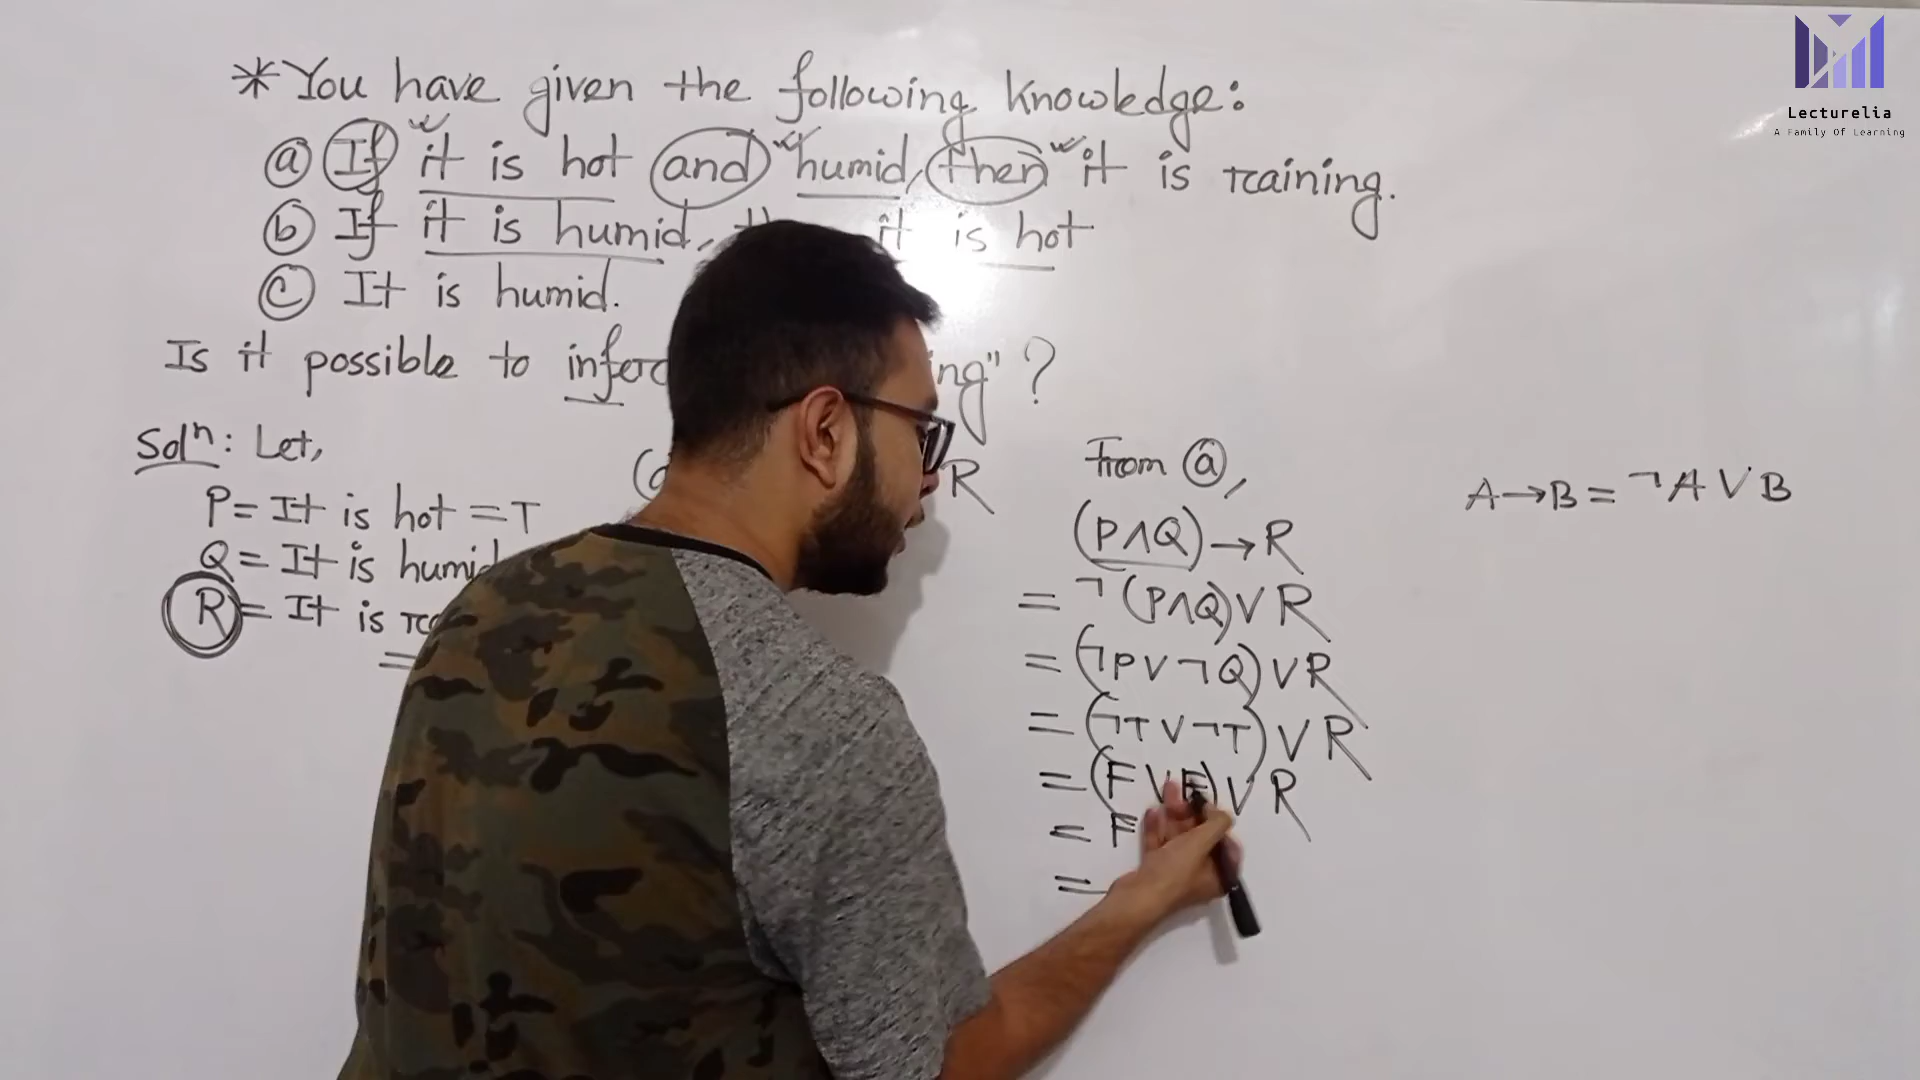 *You have given the following knowledge:
ⓐ If it is hot and humid, then it is raining.
ⓑ If it is humid, it is hot
ⓒ It is humid.
Is it possible to infer ing" ?
Solⁿ: Let,
P = It is hot = T
Q = It is humid
R = It is
(a R
From ⓐ,
(P∧Q) → R
= ¬(P∧Q) ∨ R
= (¬P ∨ ¬Q) ∨ R
= (¬T ∨ ¬T) ∨ R
= (F ∨ F) ∨ R
= F
=
A → B = ¬A ∨ B
Lecturelia
A Family Of Learning